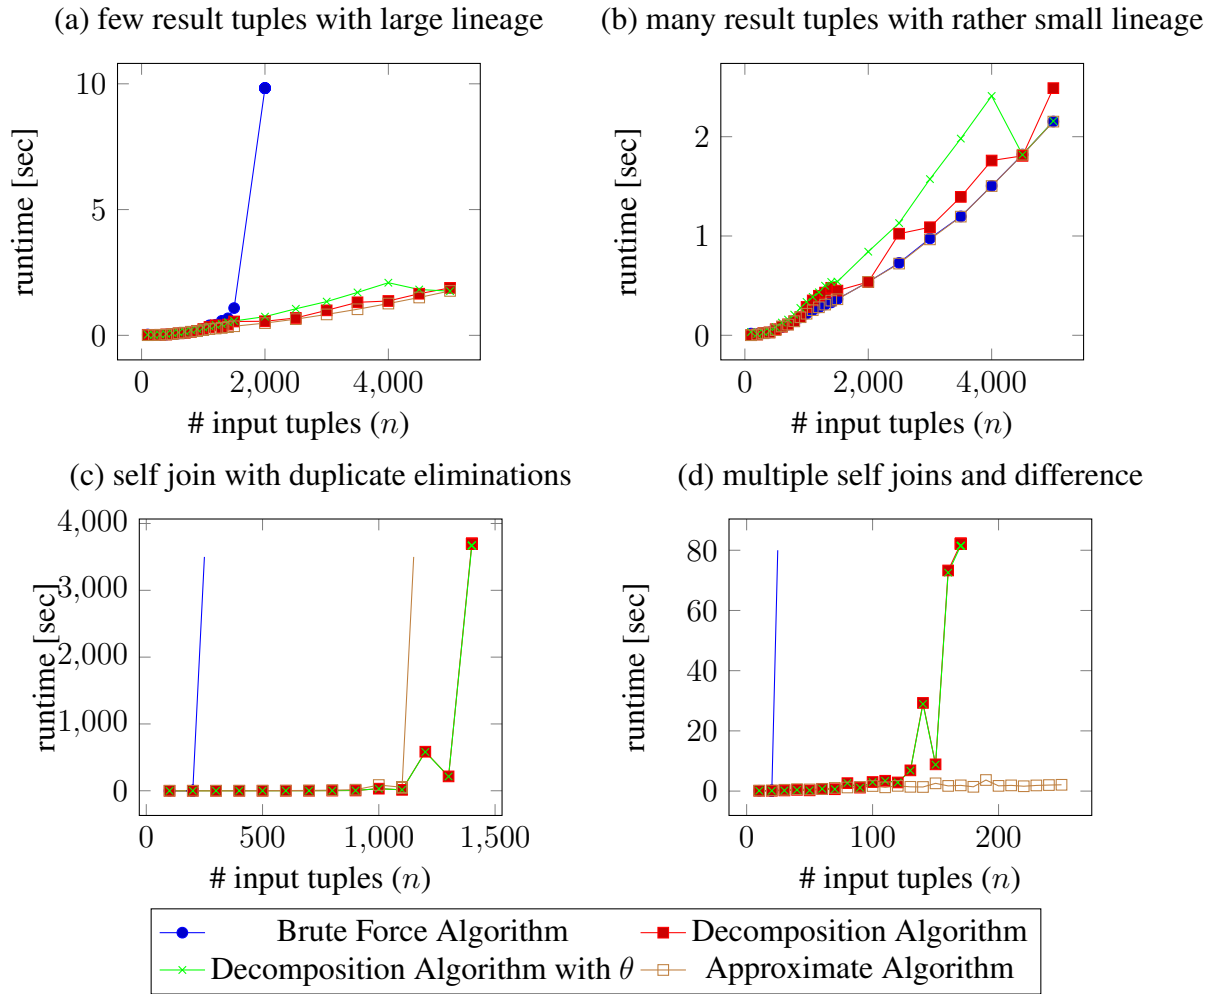 (a) few result tuples with large lineage
(b) many result tuples with rather small lineage
10
5
0
runtime [sec]
0
2,000
4,000
# input tuples (n)
2
1
0
runtime [sec]
0
2,000
4,000
# input tuples (n)
(c) self join with duplicate eliminations
(d) multiple self joins and difference
4,000
3,000
2,000
1,000
0
runtime [sec]
0
500
1,000
1,500
# input tuples (n)
80
60
40
20
0
runtime [sec]
0
100
200
# input tuples (n)
Brute Force Algorithm
Decomposition Algorithm
Decomposition Algorithm with θ
Approximate Algorithm